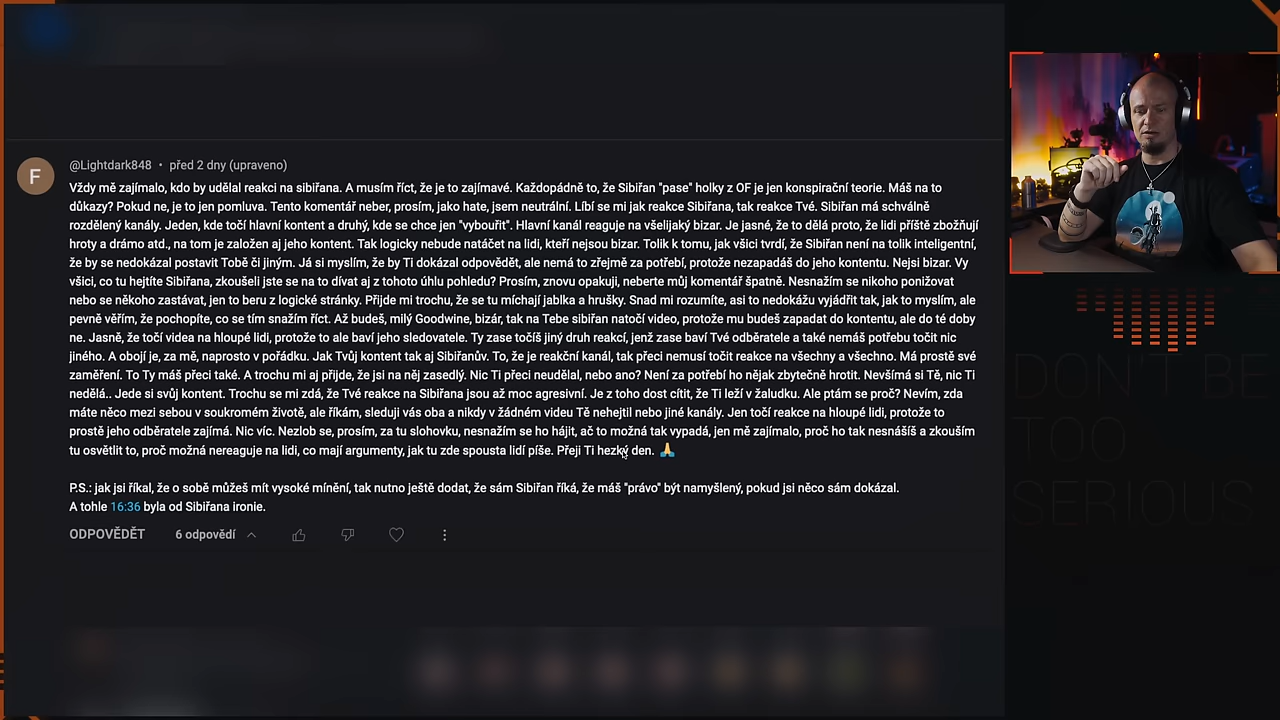 @Lightdark848 • před 2 dny (upraveno)
F
Vždy mě zajímalo, kdo by udělal reakci na sibiřana. A musím říct, že je to zajímavé. Každopádně to, že Sibiřan "pase" holky z OF je jen konspirační teorie. Máš na to
důkazy? Pokud ne, je to jen pomluva. Tento komentář neber, prosím, jako hate, jsem neutrální. Líbí se mi jak reakce Sibiřana, tak reakce Tvé. Sibiřan má schválně
rozdělený kanály. Jeden, kde točí hlavní kontent a druhý, kde se chce jen "vybouřit". Hlavní kanál reaguje na všelijaký bizar. Je jasné, že to dělá proto, že lidi příště zbožňují
hroty a drámo atd., na tom je založen aj jeho kontent. Tak logicky nebude natáčet na lidi, kteří nejsou bizar. Tolik k tomu, jak všici tvrdí, že Sibiřan není na tolik inteligentní,
že by se nedokázal postavit Tobě či jiným. Já si myslím, že by Ti dokázal odpovědět, ale nemá to zřejmě za potřebí, protože nezapadáš do jeho kontentu. Nejsi bizar. Vy
všici, co tu hejtíte Sibiřana, zkoušeli jste se na to dívat aj z tohoto úhlu pohledu? Prosím, znovu opakuji, neberte můj komentář špatně. Nesnažím se nikoho ponižovat
nebo se někoho zastávat, jen to beru z logické stránky. Přijde mi trochu, že se tu míchají jablka a hrušky. Snad mi rozumíte, asi to nedokážu vyjádřit tak, jak to myslím, ale
pevně věřím, že pochopíte, co se tím snažím říct. Až budeš, milý Goodwine, bizár, tak na Tebe sibiřan natočí video, protože mu budeš zapadat do kontentu, ale do té doby
ne. Jasně, že točí videa na hloupé lidi, protože to ale baví jeho sledovatele. Ty zase točíš jiný druh reakcí, jenž zase baví Tvé odběratele a také nemáš potřebu točit nic
jiného. A obojí je, za mě, naprosto v pořádku. Jak Tvůj kontent tak aj Sibiřanův. To, že je reakční kanál, tak přeci nemusí točit reakce na všechny a všechno. Má prostě své
zaměření. To Ty máš přeci také. A trochu mi aj přijde, že jsi na něj zasedlý. Nic Ti přeci neudělal, nebo ano? Není za potřebí ho nějak zbytečně hrotit. Nevšímá si Tě, nic Ti
nedělá.. Jede si svůj kontent. Trochu se mi zdá, že Tvé reakce na Sibiřana jsou až moc agresivní. Je z toho dost cítit, že Ti leží v žaludku. Ale ptám se proč? Nevím, zda
máte něco mezi sebou v soukromém životě, ale říkám, sleduji vás oba a nikdy v žádném videu Tě nehejtil nebo jiné kanály. Jen točí reakce na hloupé lidi, protože to
prostě jeho odběratele zajímá. Nic víc. Nezlob se, prosím, za tu slohovku, nesnažím se ho hájit, ač to možná tak vypadá, jen mě zajímalo, proč ho tak nesnášíš a zkouším
tu osvětlit to, proč možná nereaguje na lidi, co mají argumenty, jak tu zde spousta lidí píše. Přeji Ti hezký den. 🙏
P.S.: jak jsi říkal, že o sobě můžeš mít vysoké mínění, tak nutno ještě dodat, že sám Sibiřan říká, že máš "právo" být namyšlený, pokud jsi něco sám dokázal.
A tohle 16:36 byla od Sibiřana ironie.
ODPOVĚDĚT 6 odpovědí
DON'T BE
TOO
SERIOUS